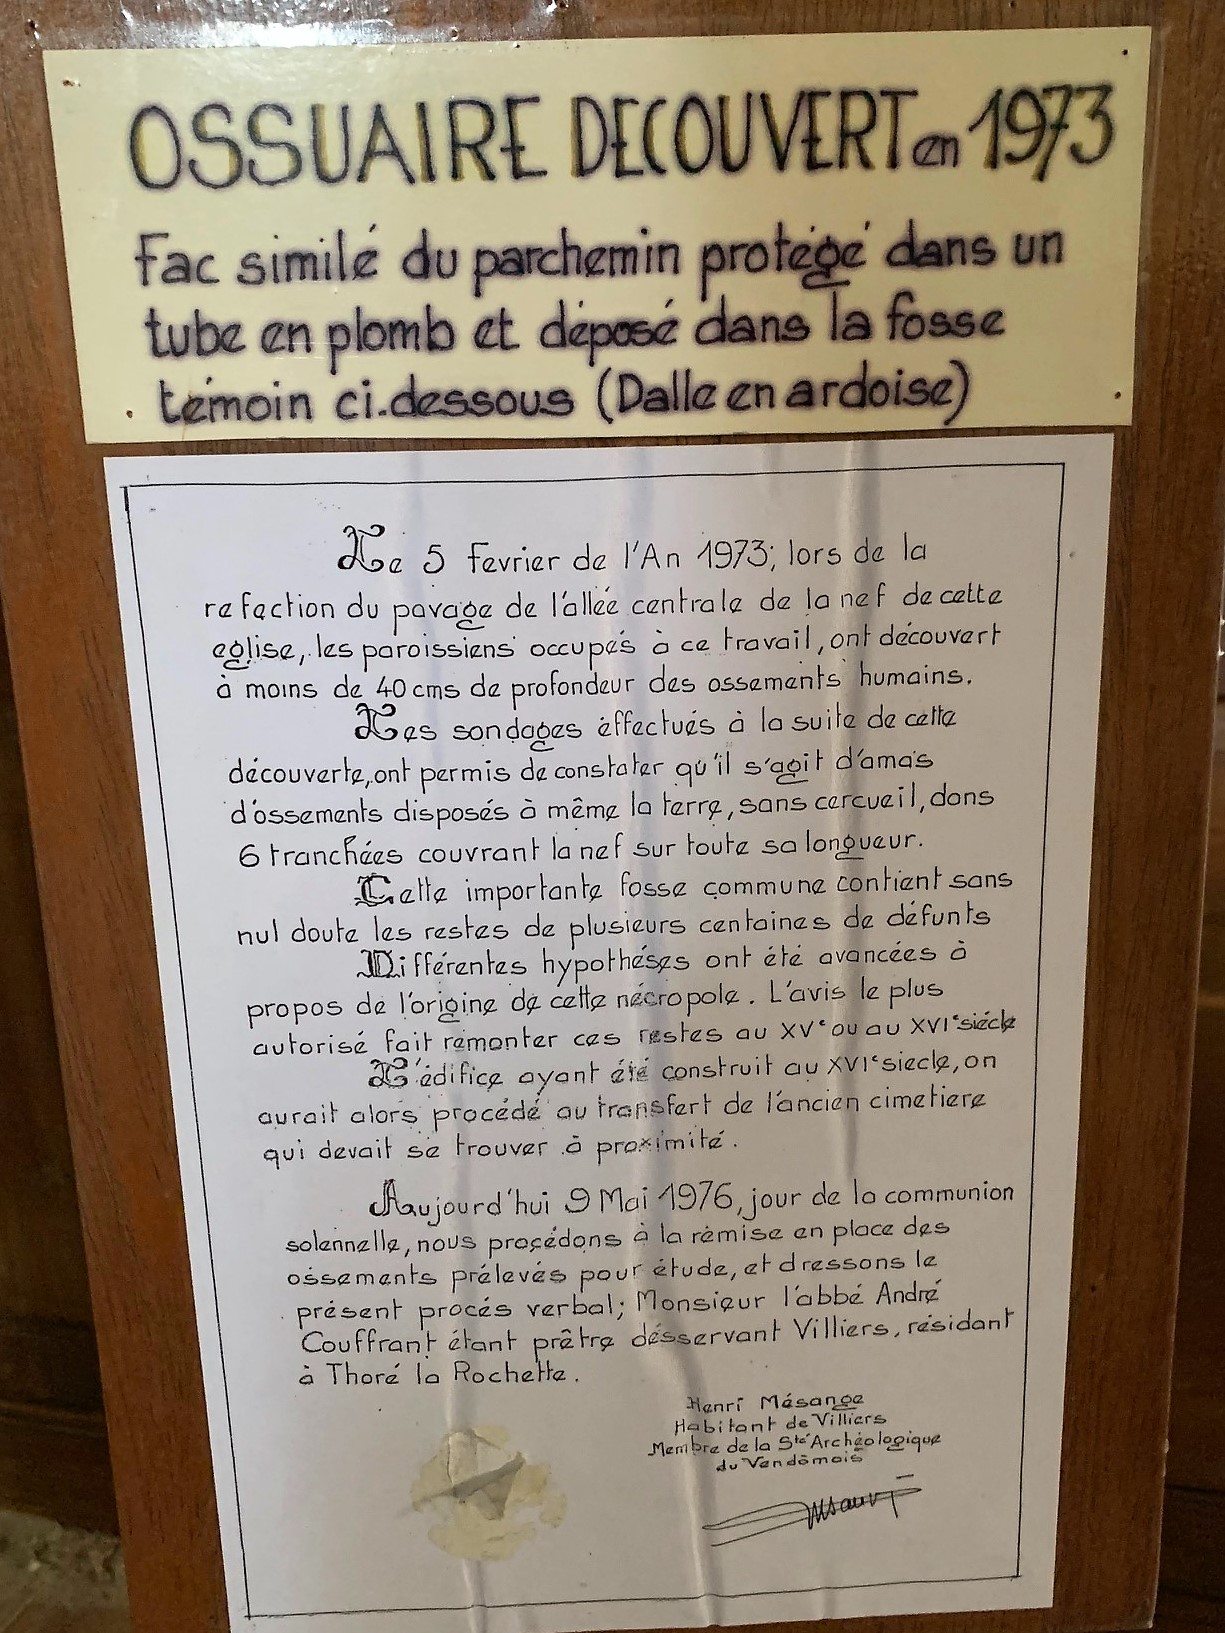 OSSUAIRE DECOUVERT en 1973
Fac similé du parchemin protégé dans un
tube en plomb et déposé dans la fosse
témoin ci.dessous (Dalle en ardoise)
Le 5 Fevrier de l'An 1973; lors de la
refection du pavage de l'allée centrale de la nef de cette
eglise, les paroissiens occupés à ce travail, ont découvert
à moins de 40 cms de profondeur des ossements humains.
Les sondages éffectués à la suite de cette
découverte, ont permis de constater qu'il s'agit d'amas
d'óssements disposés à même la terre, sans cercueil, dans
6 tranchées couvrant la nef sur toute sa longueur.
Cette importante fosse commune contient sans
nul doute les restes de plusieurs centaines de défunts
Différentes hypothéses ont été avancées à
propos de l'origine de cette nécropole. L'avis le plus
autorisé fait remonter ces restes au XVe ou au XVIe siécle
L'édifice ayant été construit au XVIe siecle, on
aurait alors procédé au transfert de l'ancien cimetiere
qui devait se trouver à proximité.
Aujourd'hui 9 Mai 1976, jour de la communion
solennelle, nous procédons à la remise en place des
ossements prélevés pour étude, et dressons le
présent procés verbal; Monsieur l'abbé André
Couffrant étant prêtre désservant Villiers, résidant
à Thoré la Rochette.
Henri Mésange
Habitant de Villiers
Membre de la Sté Archéologique
du Vendômois